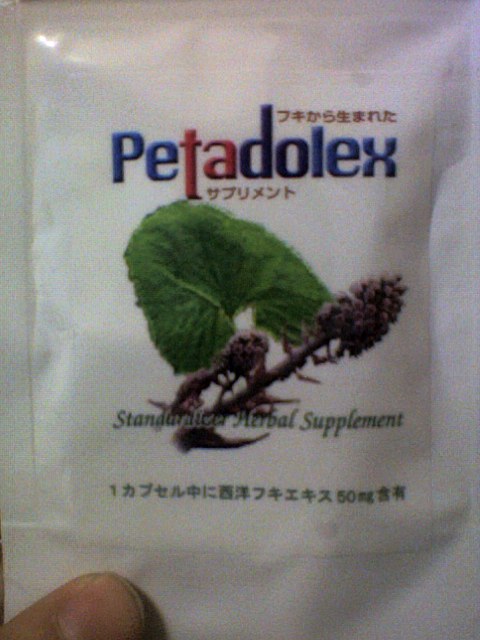 フキから生まれた
Petadolex
サプリメント
Standardized Herbal Supplement
1カプセル中に西洋フキエキス50mg含有